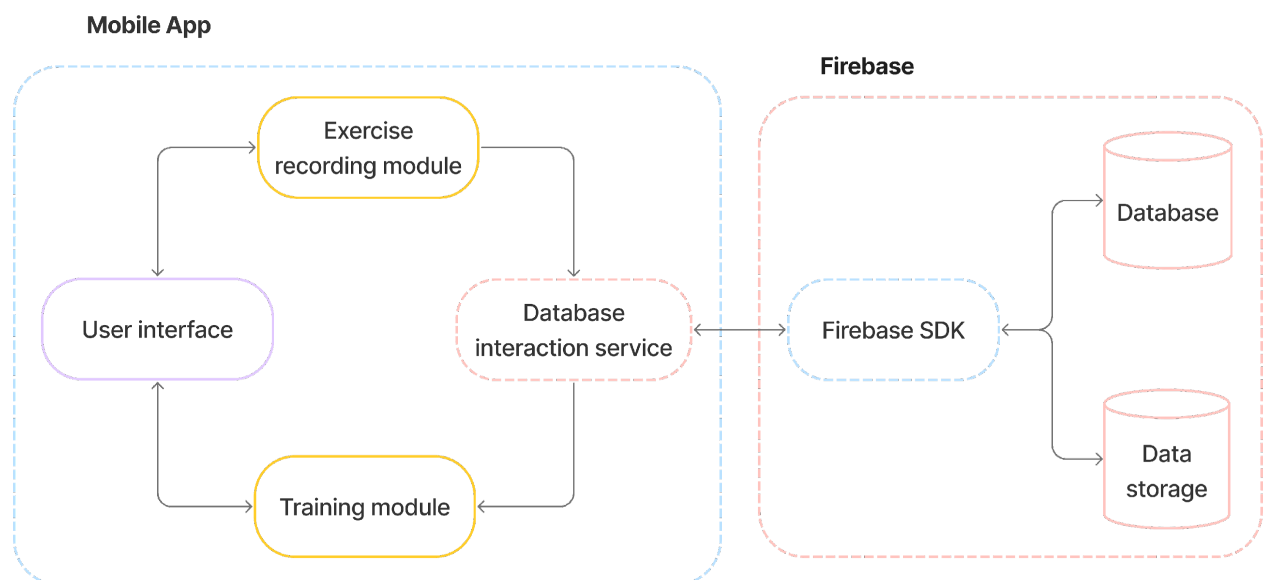 Mobile App
Firebase
Exercise
recording module
Database
User interface
Database
interaction service
Firebase SDK
Training module
Data
storage